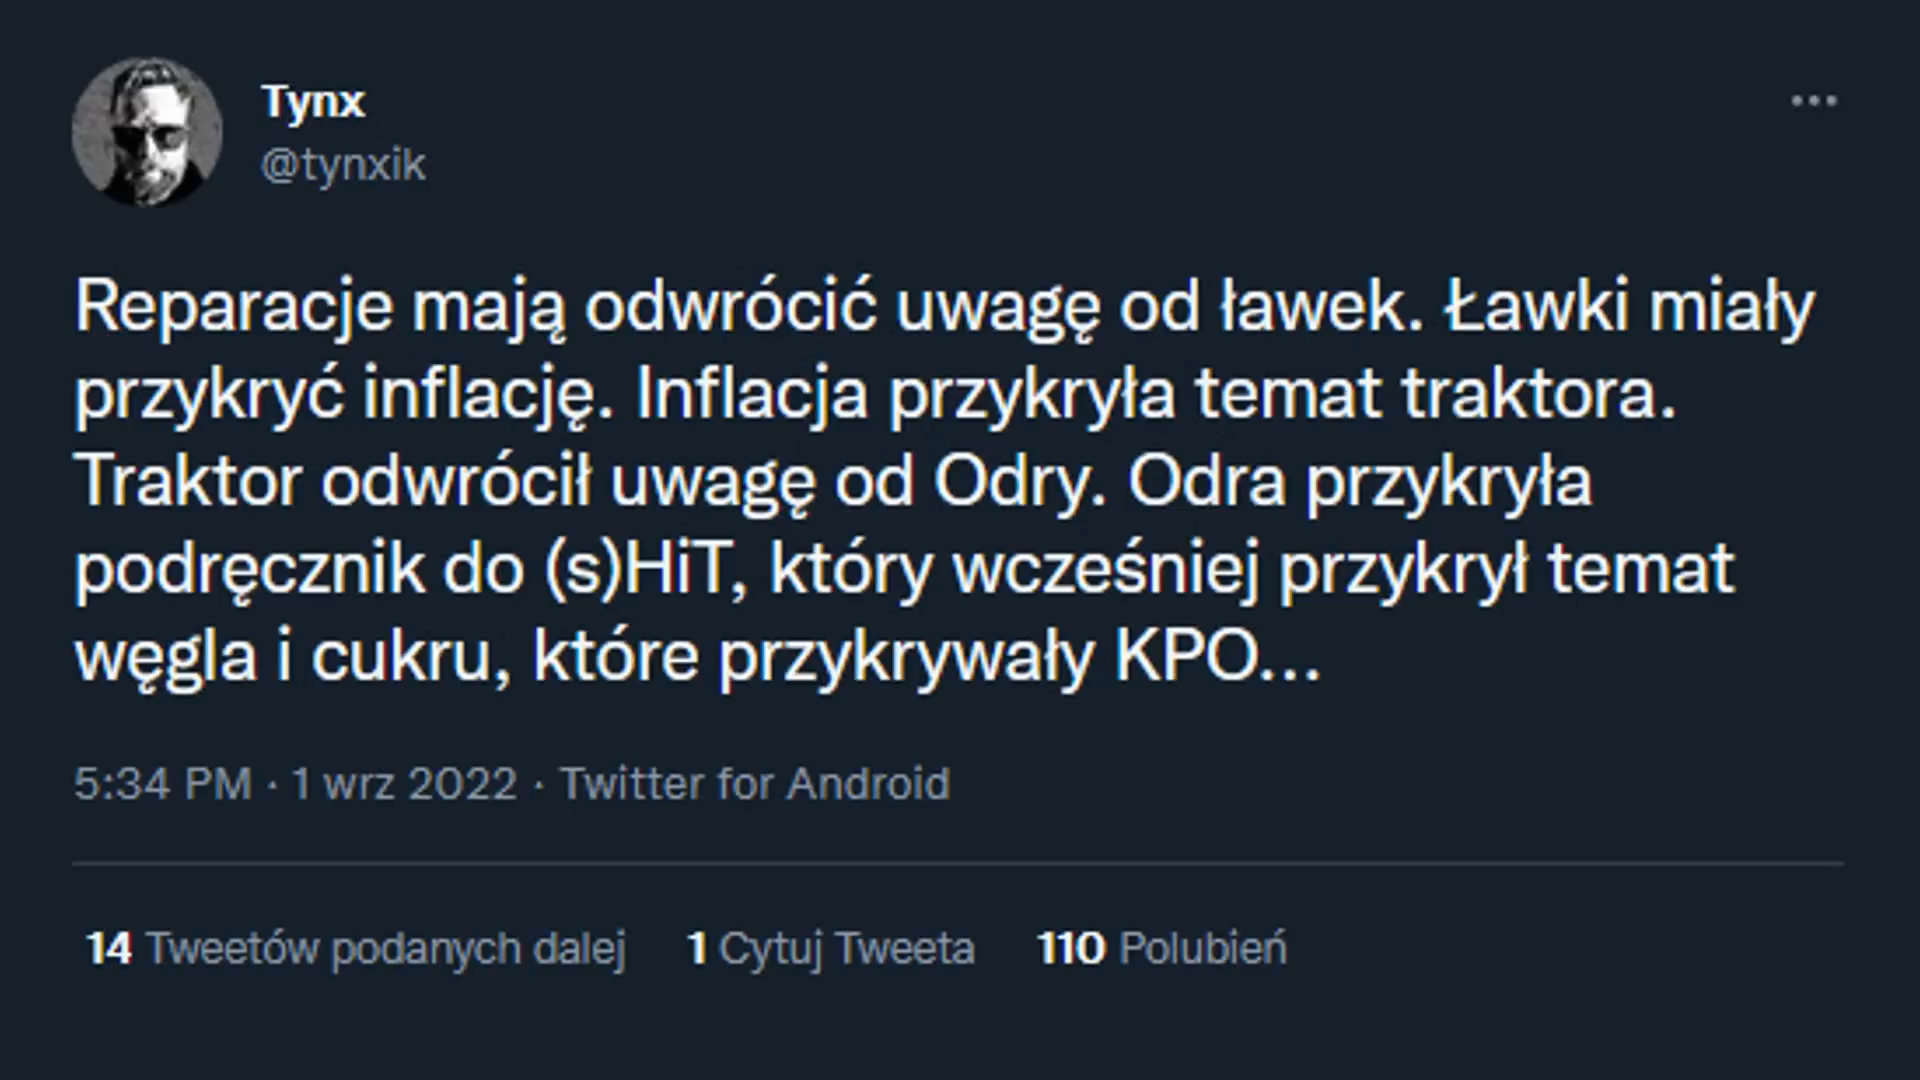 Tynx
@tynxik
Reparacje mają odwrócić uwagę od ławek. Ławki miały
przykryć inflację. Inflacja przykryła temat traktora.
Traktor odwrócił uwagę od Odry. Odra przykryła
podręcznik do (s)HiT, który wcześniej przykrył temat
węgla i cukru, które przykrywały KPO...
5:34 PM · 1 wrz 2022 · Twitter for Android
14 Tweetów podanych dalej 1 Cytuj Tweeta 110 Polubień